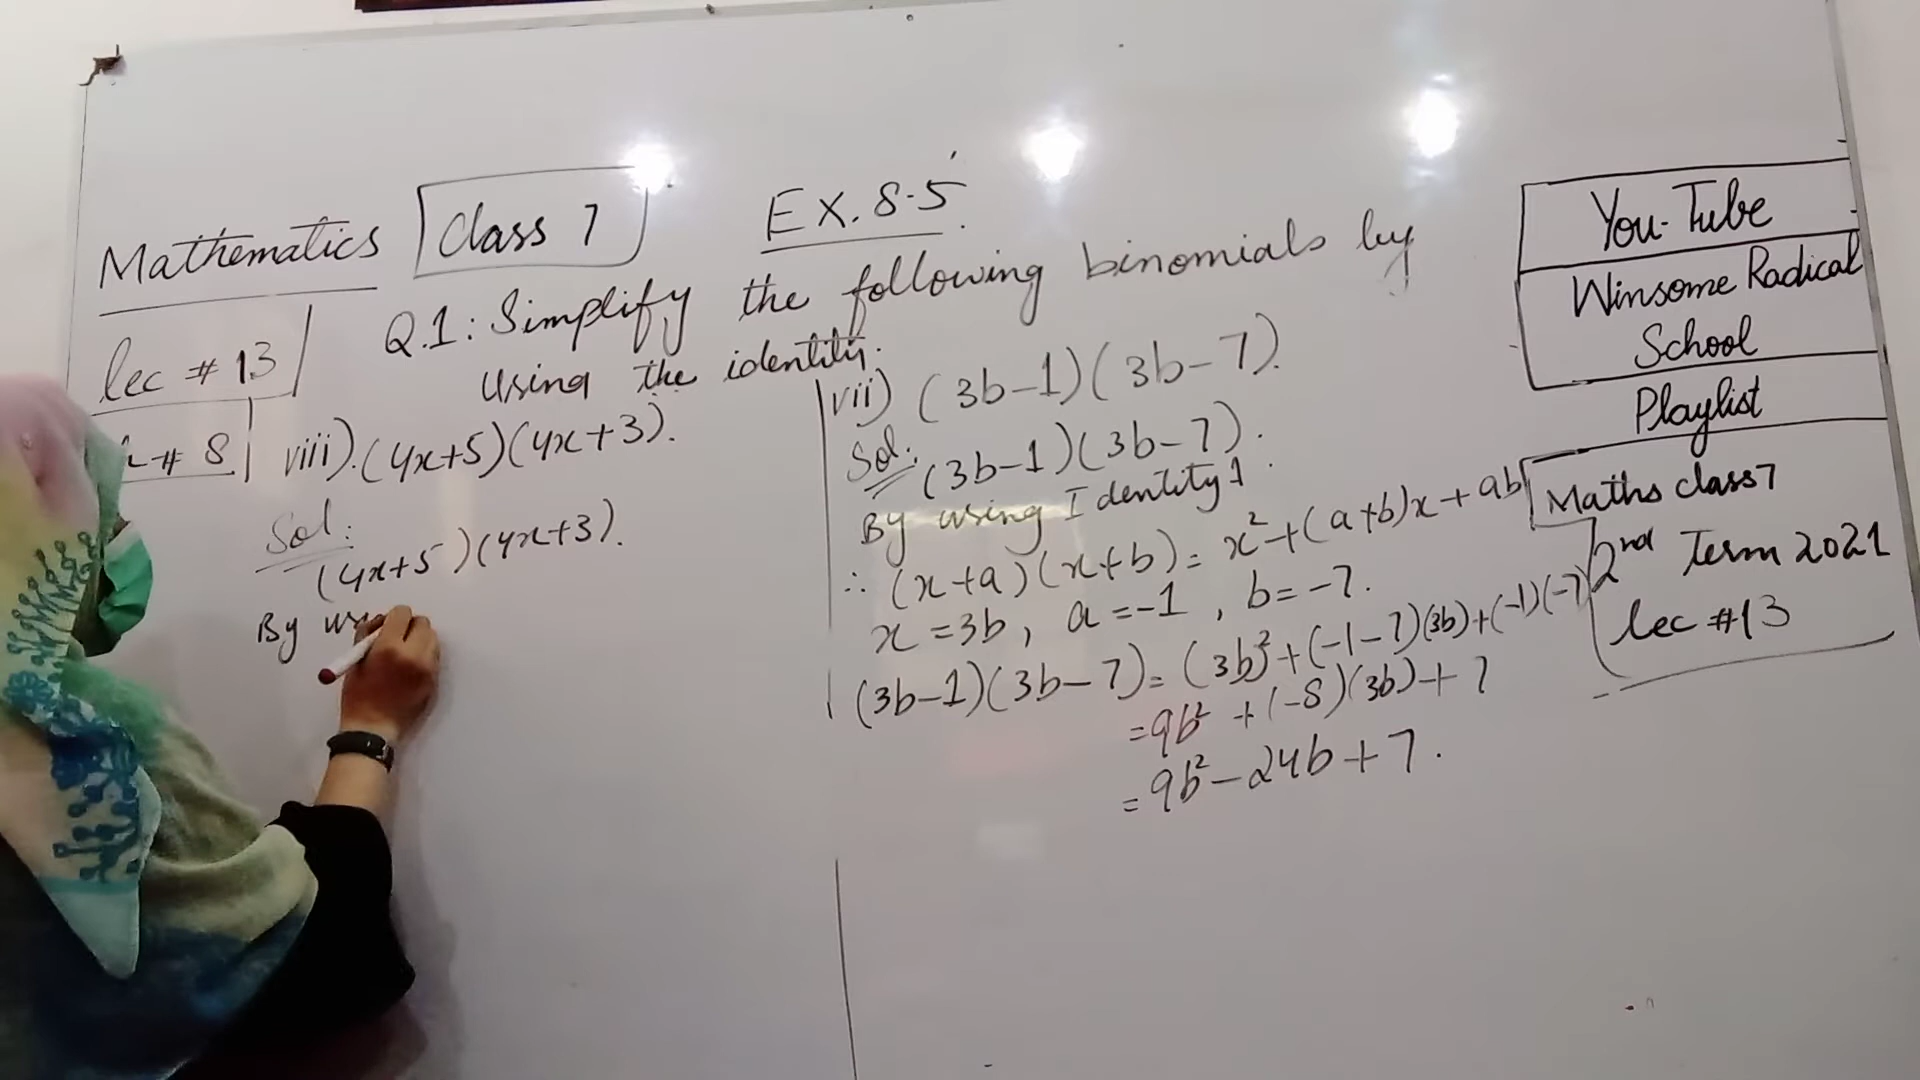 Mathematics
Class 7
EX. 8.5
lec # 13
# 8
Q.1: Simplify the following binomials by
using the identity.
viii). (4x+5)(4x+3).
Sol:
(4x+5)(4x+3).
By
vii) (3b-1)(3b-7).
Sol:
(3b-1)(3b-7).
By using Identity 1.
∴ (x+a)(x+b) = x²+(a+b)x+ab
x = 3b, a = -1, b = -7.
(3b-1)(3b-7) = (3b)²+(-1-7)(3b)+(-1)(-7)
= 9b² + (-8)(3b)+7
= 9b²-24b+7.
You-Tube
Winsome Radical
School
Playlist
Maths class 7
2nd Term 2021
lec #13